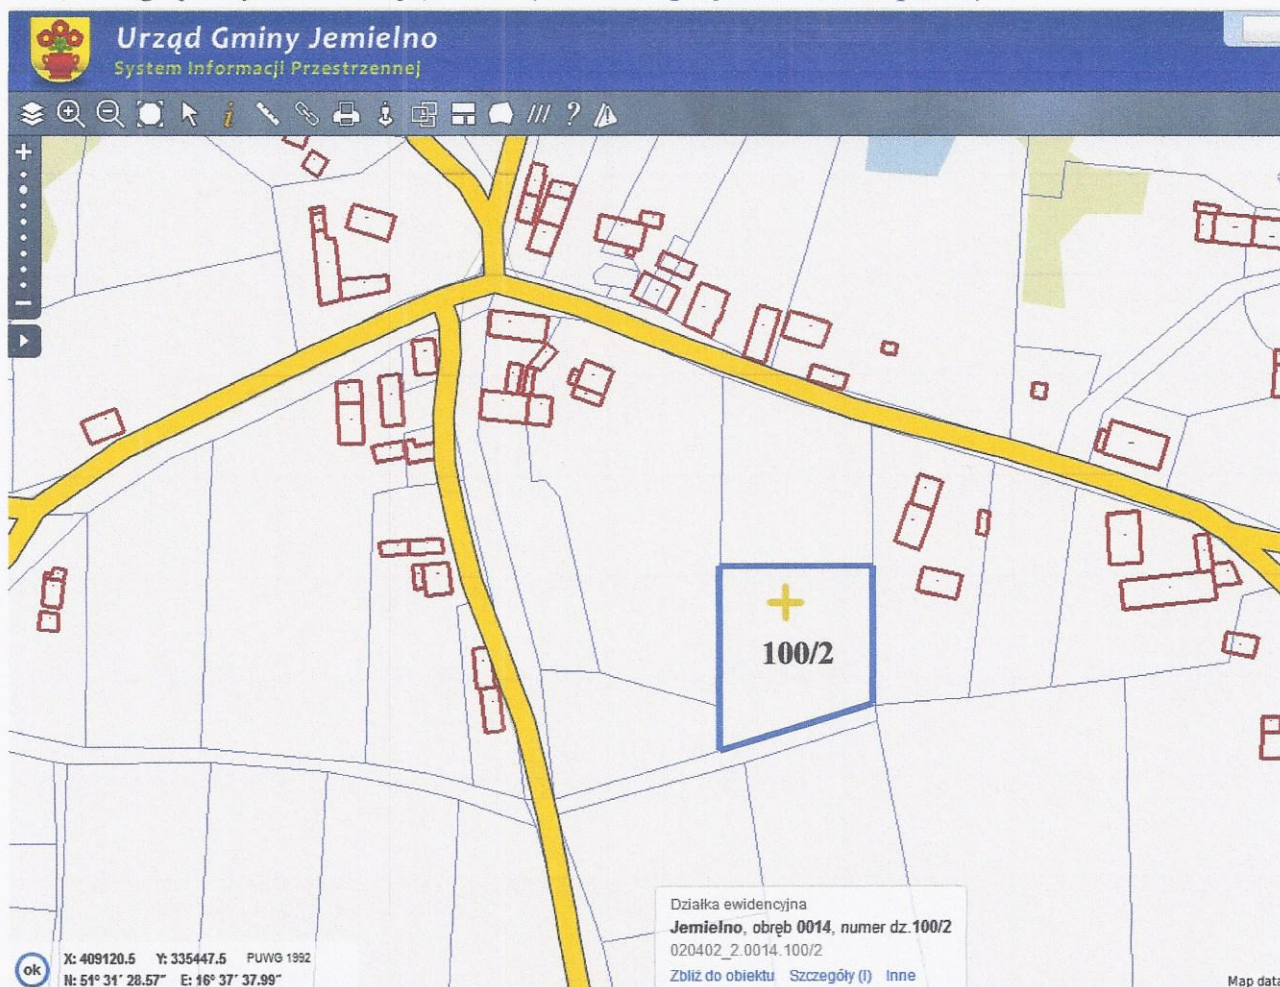 Urząd Gminy Jemielno
System Informacji Przestrzennej
100/2
Działka ewidencyjna
Jemielno, obręb 0014, numer dz.100/2
020402_2.0014.100/2
Zbliż do obiektu Szczegóły (I) Inne
ok
X: 409120.5 Y: 335447.5 PUWG 1992
N: 51° 31' 28.57" E: 16° 37' 37.99"
Map data